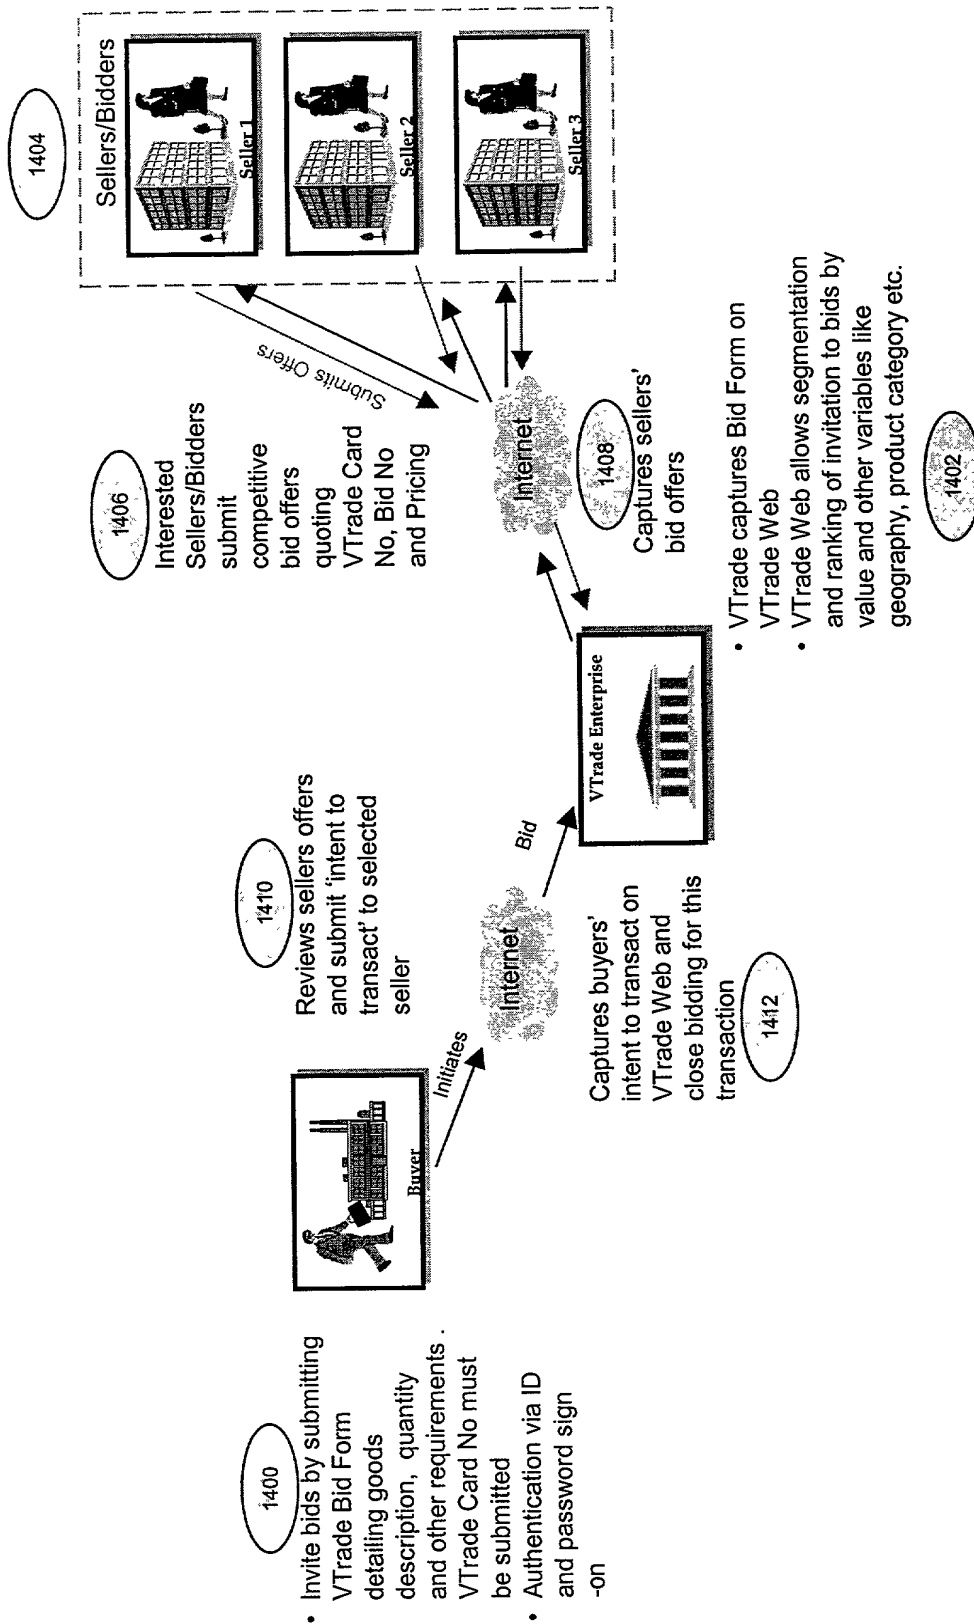 1400
• Invite bids by submitting
VTrade Bid Form
detailing goods
description, quantity
and other requirements .
VTrade Card No must
be submitted
• Authentication via ID
and password sign
-on
Buyer
Initiates
Internet
Bid
1410
Reviews sellers offers
and submit 'intent to
transact' to selected
seller
Captures buyers'
intent to transact on
VTrade Web and
close bidding for this
transaction
1412
VTrade Enterprise
1406
Interested
Sellers/Bidders
submit
competitive
bid offers
quoting
VTrade Card
No, Bid No
and Pricing
Submits Offers
Internet
1408
Captures sellers'
bid offers
• VTrade captures Bid Form on
VTrade Web
• VTrade Web allows segmentation
and ranking of invitation to bids by
value and other variables like
geography, product category etc.
1402
1404
Sellers/Bidders
Seller 1
Seller 2
Seller 3